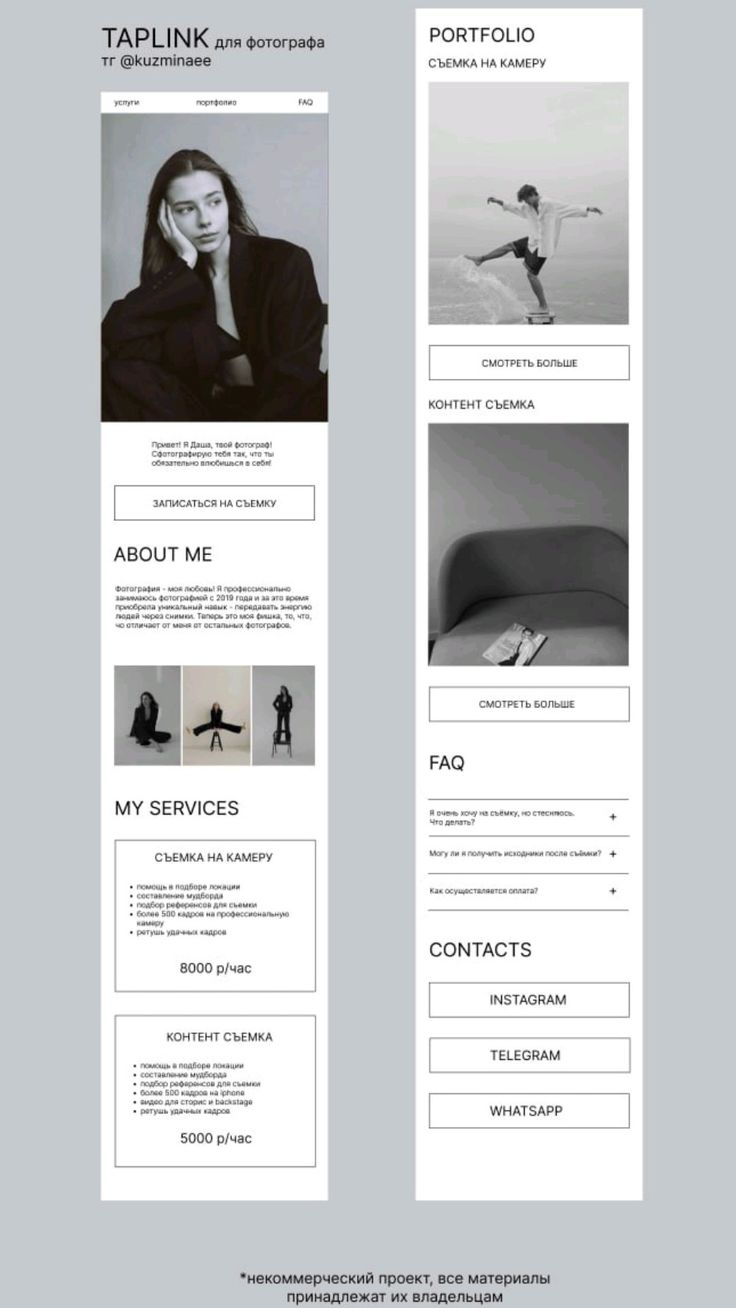 TAPLINK для фотографа
тг @kuzminaee
услуги портфолио FAQ
Привет! Я Даша, твой фотограф!
Сфотографирую тебя так, что ты
обязательно влюбишься в себя!
ЗАПИСАТЬСЯ НА СЪЕМКУ
ABOUT ME
Фотография - моя любовь! Я профессионально
занимаюсь фотографией с 2019 года и за это время
приобрела уникальный навык - передавать энергию
людей через снимки. Теперь это моя фишка, то, что,
чо отличает от меня от остальных фотографов.
MY SERVICES
СЪЕМКА НА КАМЕРУ
• помощь в подборе локации
• составление мудборда
• подбор референсов для съемки
• более 500 кадров на профессиональную
камеру
• ретушь удачных кадров
8000 р/час
КОНТЕНТ СЪЕМКА
• помощь в подборе локации
• составление мудборда
• подбор референсов для съемки
• более 500 кадров на iphone
• видео для сторис и backstage
• ретушь удачных кадров
5000 р/час
PORTFOLIO
СЪЕМКА НА КАМЕРУ
СМОТРЕТЬ БОЛЬШЕ
КОНТЕНТ СЪЕМКА
СМОТРЕТЬ БОЛЬШЕ
FAQ
Я очень хочу на съёмку, но стесняюсь.
Что делать? +
Могу ли я получить исходники после съёмки? +
Как осуществляется оплата? +
CONTACTS
INSTAGRAM
TELEGRAM
WHATSAPP
*некоммерческий проект, все материалы
принадлежат их владельцам